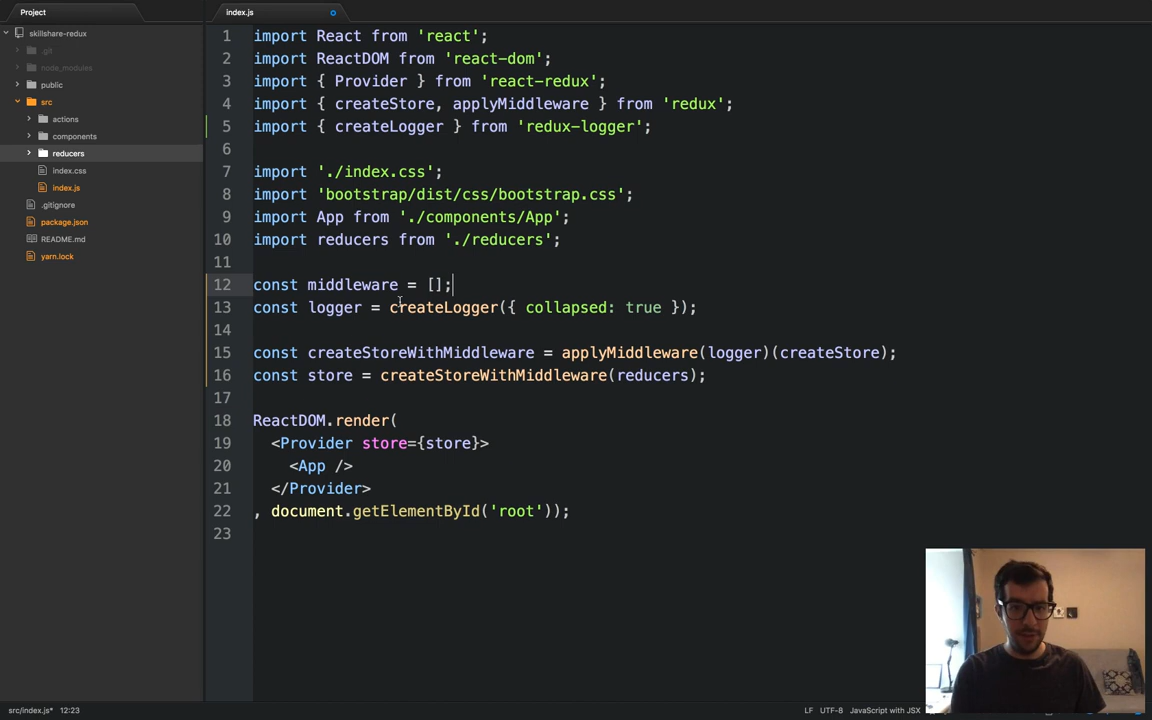 Project
index.js
skillshare-redux
.git
node_modules
public
src
actions
components
reducers
index.css
index.js
.gitignore
package.json
README.md
yarn.lock
1 import React from 'react';
2 import ReactDOM from 'react-dom';
3 import { Provider } from 'react-redux';
4 import { createStore, applyMiddleware } from 'redux';
5 import { createLogger } from 'redux-logger';
6
7 import './index.css';
8 import 'bootstrap/dist/css/bootstrap.css';
9 import App from './components/App';
10 import reducers from './reducers';
11
12 const middleware = [];
13 const logger = createLogger({ collapsed: true });
14
15 const createStoreWithMiddleware = applyMiddleware(logger)(createStore);
16 const store = createStoreWithMiddleware(reducers);
17
18 ReactDOM.render(
19 <Provider store={store}>
20 <App />
21 </Provider>
22 , document.getElementById('root'));
23
src/index.js* 12:23
LF UTF-8 JavaScript with JSX